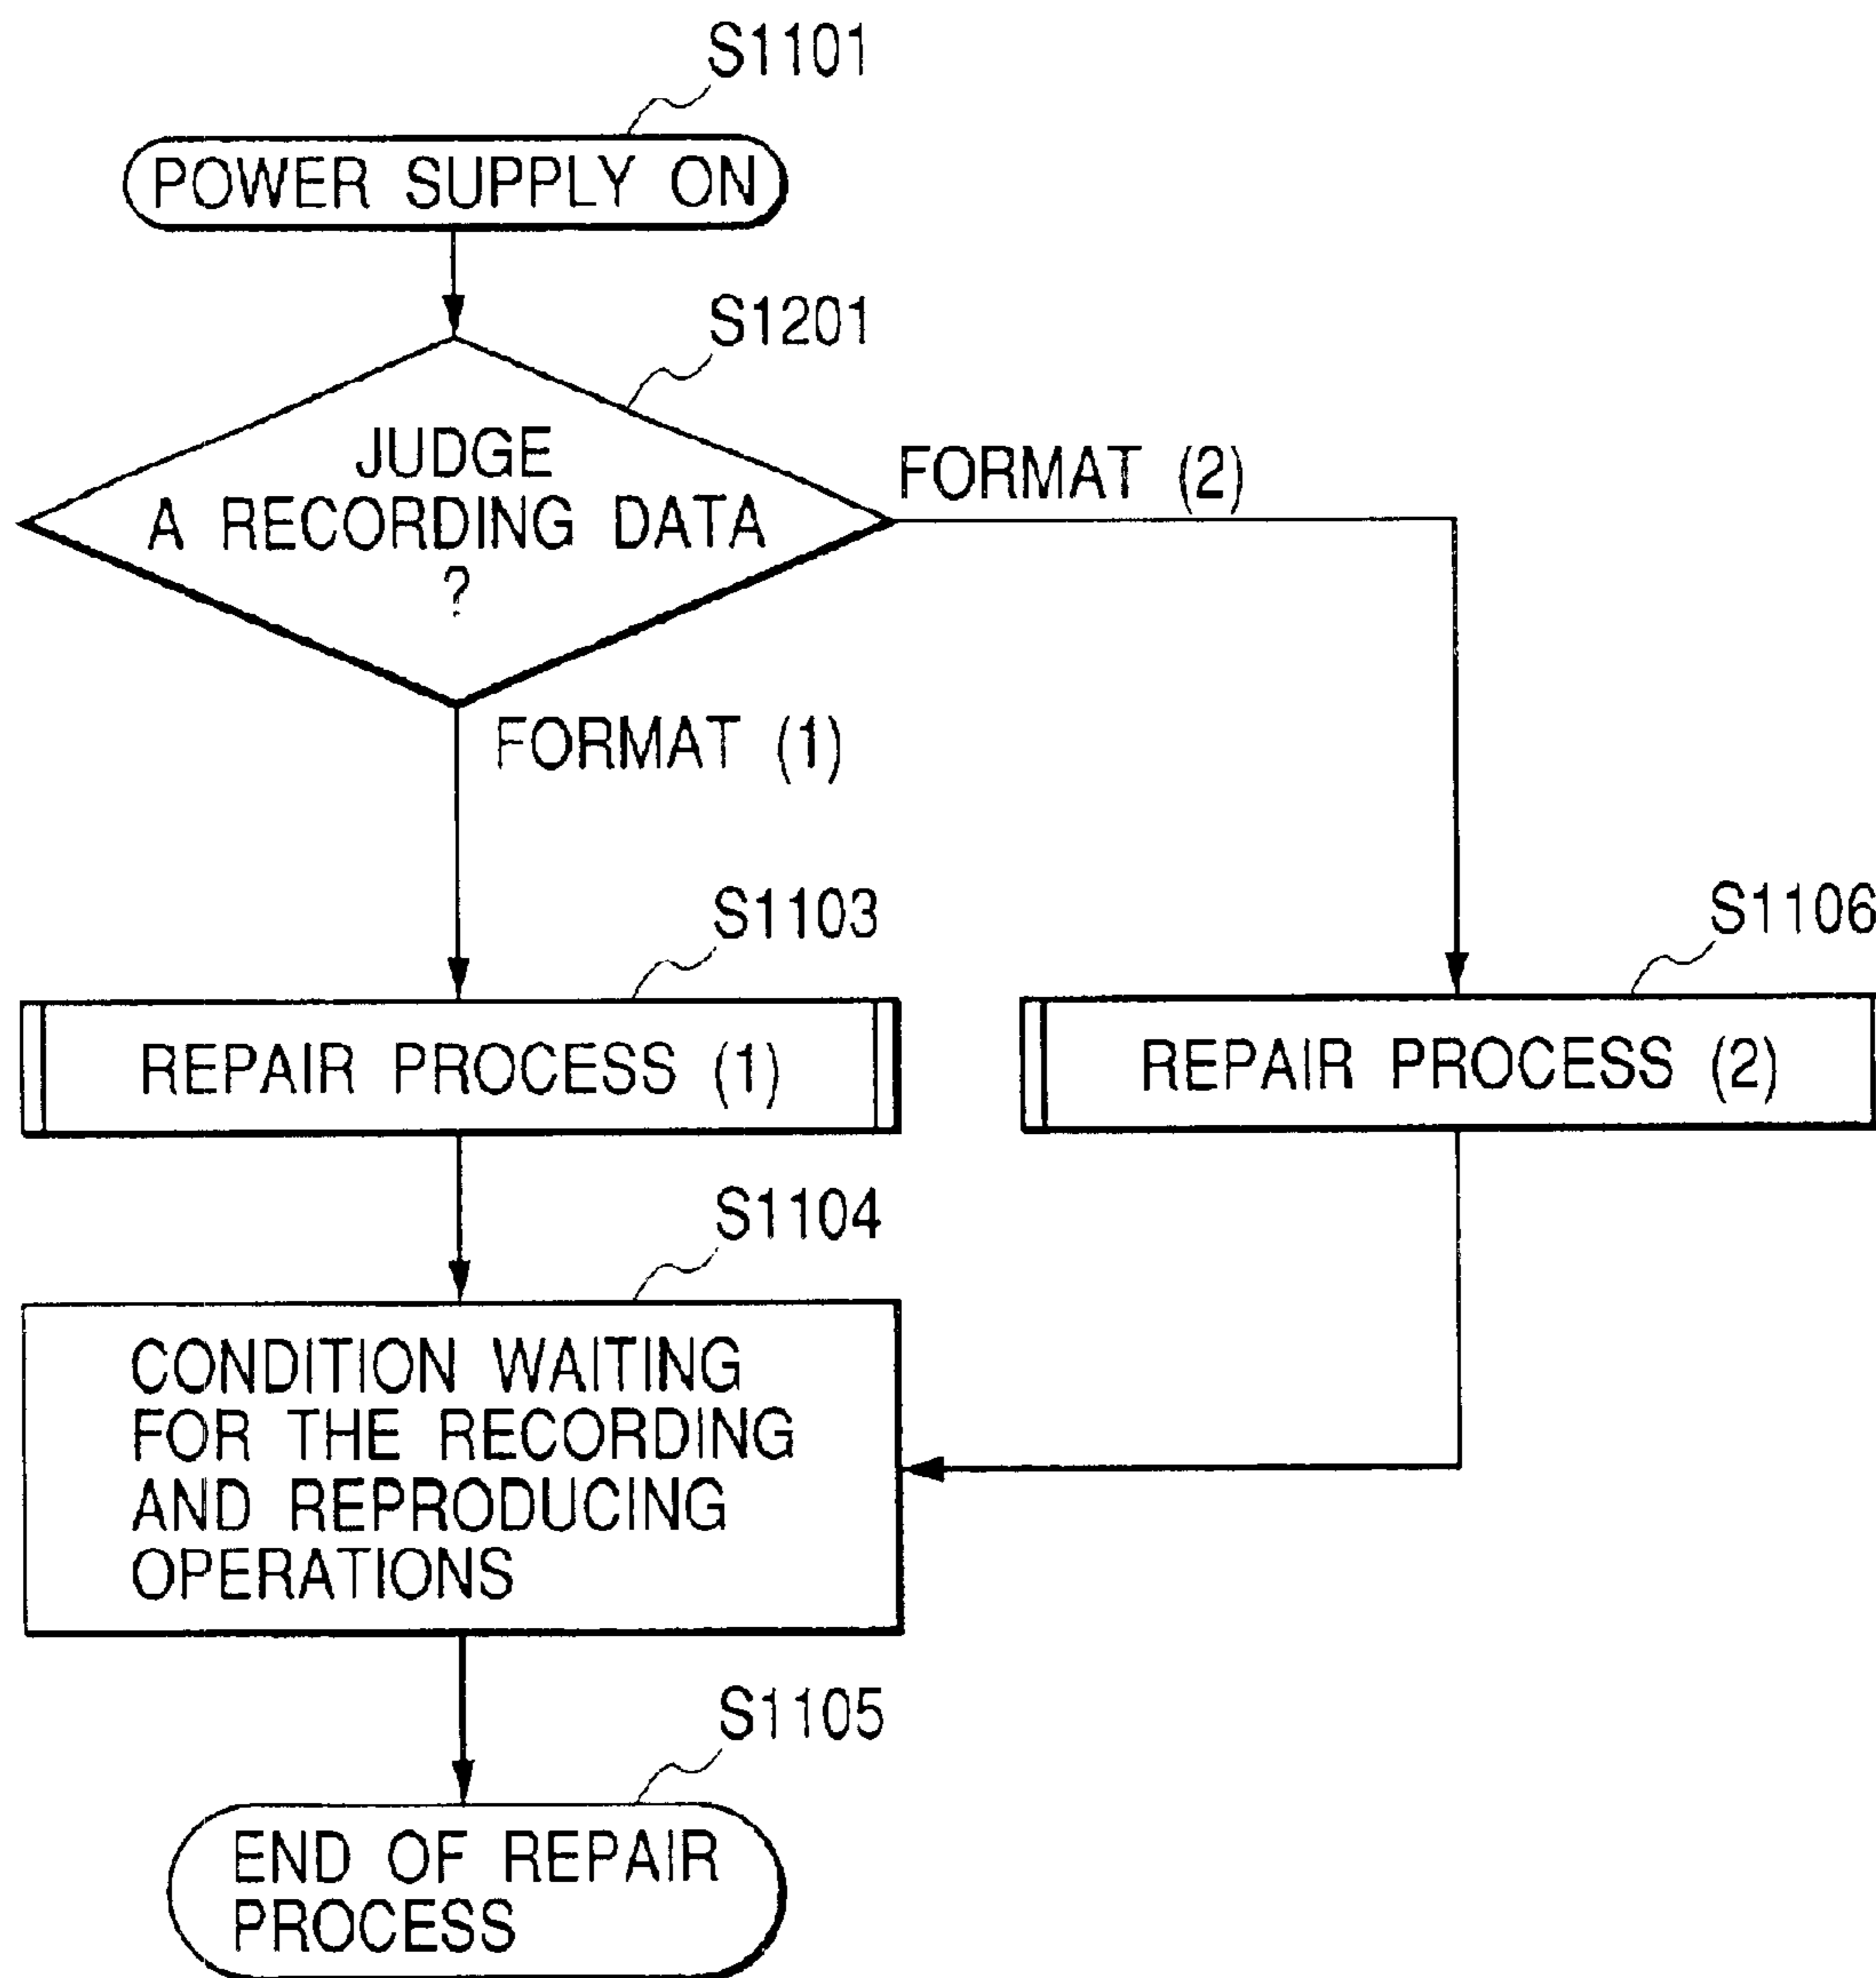 S1101
POWER SUPPLY ON
S1201
JUDGE
A RECORDING DATA
?
FORMAT (2)
FORMAT (1)
S1103
S1106
REPAIR PROCESS (1)
REPAIR PROCESS (2)
S1104
CONDITION WAITING
FOR THE RECORDING
AND REPRODUCING
OPERATIONS
S1105
END OF REPAIR
PROCESS